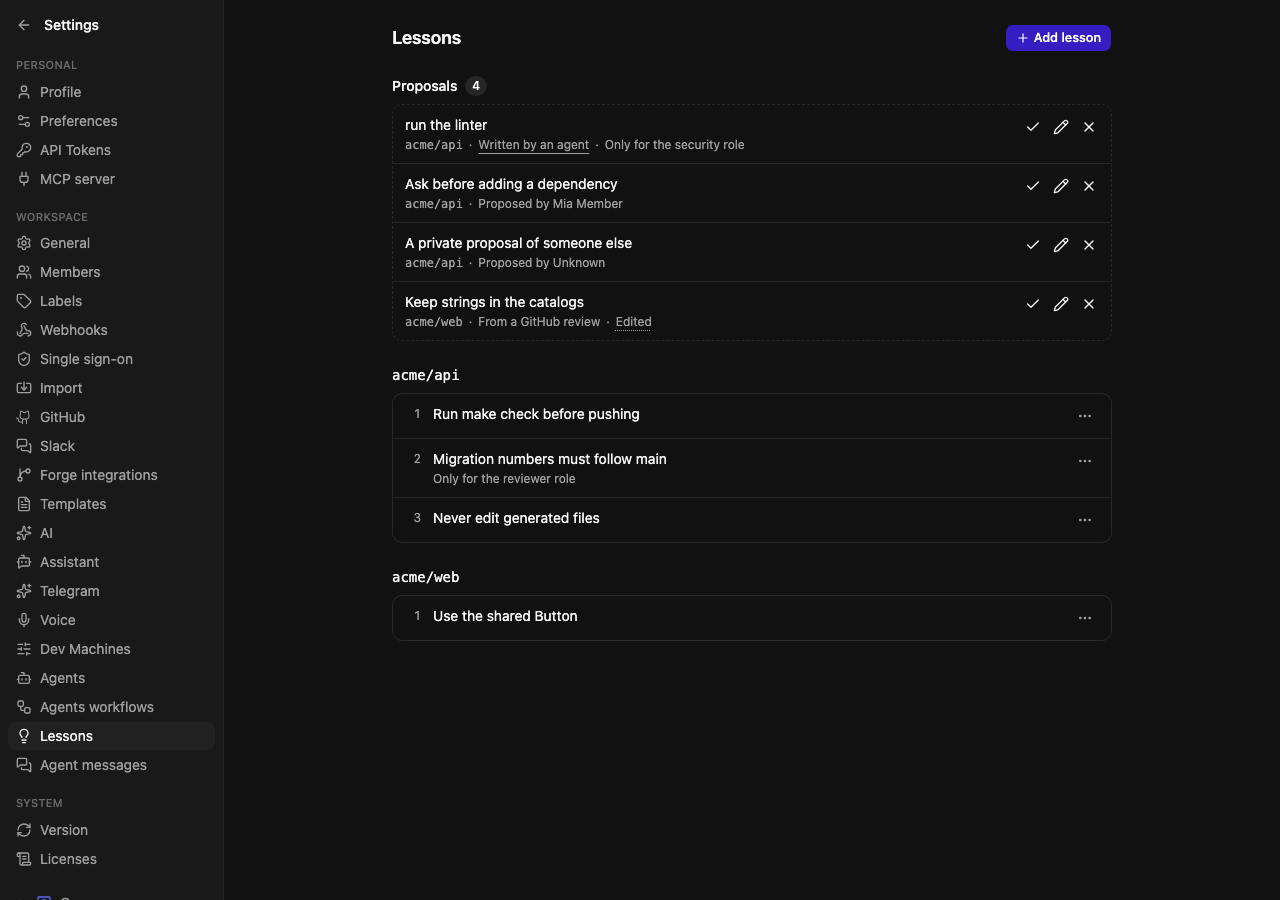 Settings
PERSONAL
Profile
Preferences
API Tokens
MCP server
WORKSPACE
General
Members
Labels
Webhooks
Single sign-on
Import
GitHub
Slack
Forge integrations
Templates
AI
Assistant
Telegram
Voice
Dev Machines
Agents
Agents workflows
Lessons
Agent messages
SYSTEM
Version
Licenses
Lessons
+ Add lesson
Proposals 4
run the linter
acme/api · Written by an agent · Only for the security role
Ask before adding a dependency
acme/api · Proposed by Mia Member
A private proposal of someone else
acme/api · Proposed by Unknown
Keep strings in the catalogs
acme/web · From a GitHub review · Edited
acme/api
1 Run make check before pushing
2 Migration numbers must follow main
Only for the reviewer role
3 Never edit generated files
acme/web
1 Use the shared Button